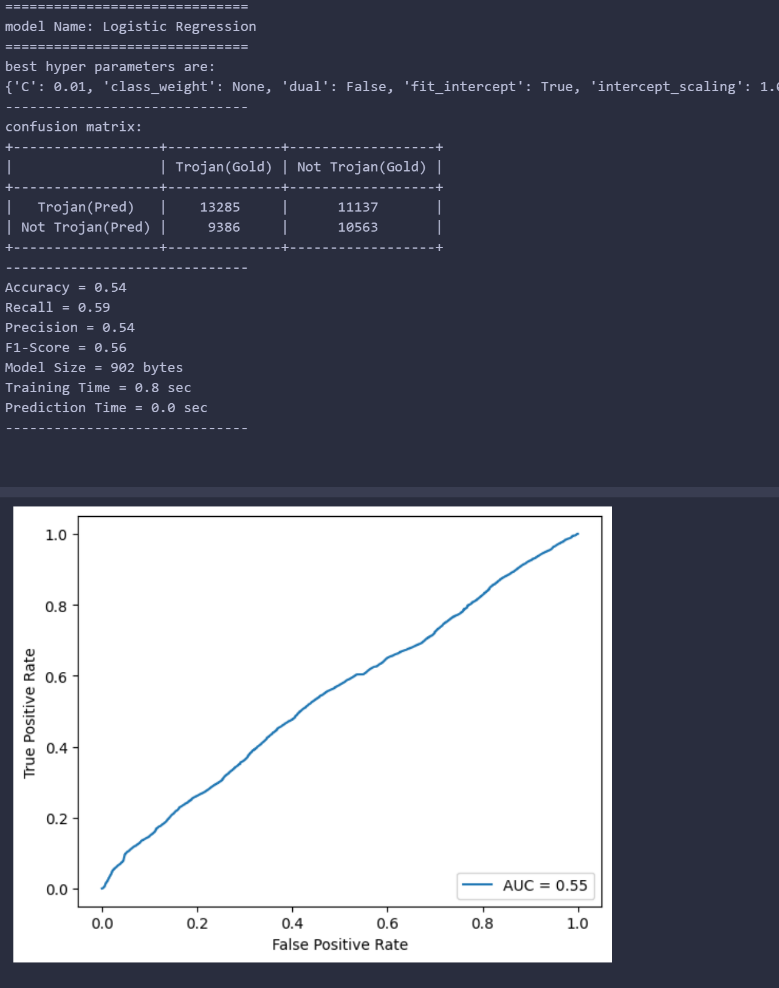 ==============================
model Name: Logistic Regression
==============================
best hyper parameters are:
{'C': 0.01, 'class_weight': None, 'dual': False, 'fit_intercept': True, 'intercept_scaling': 1.0
------------------------------
confusion matrix:
+------------------+--------------+------------------+
|                  | Trojan(Gold) | Not Trojan(Gold) |
+------------------+--------------+------------------+
|   Trojan(Pred)   |    13285     |      11137       |
| Not Trojan(Pred) |     9386     |      10563       |
+------------------+--------------+------------------+
------------------------------
Accuracy = 0.54
Recall = 0.59
Precision = 0.54
F1-Score = 0.56
Model Size = 902 bytes
Training Time = 0.8 sec
Prediction Time = 0.0 sec
------------------------------
1.0
0.8
0.6
0.4
0.2
0.0
True Positive Rate
AUC = 0.55
0.0 0.2 0.4 0.6 0.8 1.0
False Positive Rate